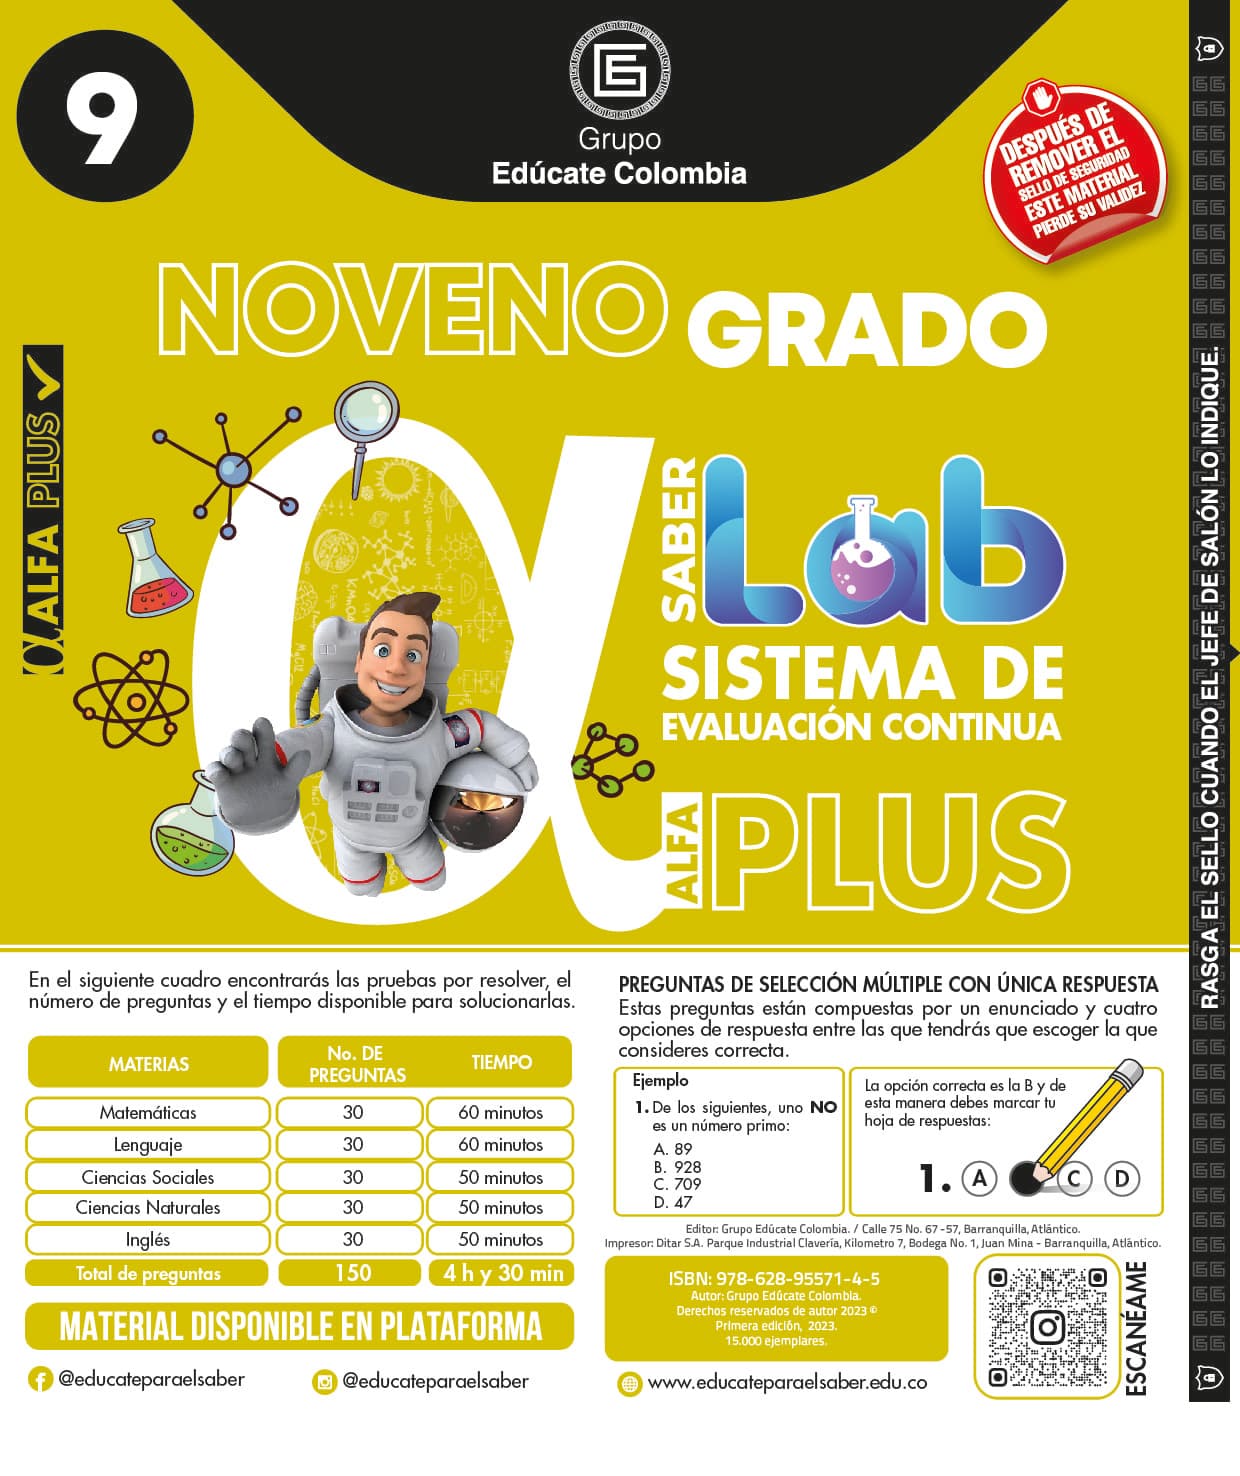 9
Grupo
Edúcate Colombia
DESPUÉS DE
REMOVER EL
SELLO DE SEGURIDAD
ESTE MATERIAL
PIERDE SU VALIDEZ
NOVENO GRADO
α ALFA PLUS
SABER Lab
SISTEMA DE
EVALUACIÓN CONTINUA
ALFA PLUS
RASGA EL SELLO CUANDO EL JEFE DE SALÓN LO INDIQUE.
En el siguiente cuadro encontrarás las pruebas por resolver, el
número de preguntas y el tiempo disponible para solucionarlas.
MATERIAS No. DE PREGUNTAS TIEMPO
Matemáticas 30 60 minutos
Lenguaje 30 60 minutos
Ciencias Sociales 30 50 minutos
Ciencias Naturales 30 50 minutos
Inglés 30 50 minutos
Total de preguntas 150 4 h y 30 min
MATERIAL DISPONIBLE EN PLATAFORMA
@educateparaelsaber @educateparaelsaber
PREGUNTAS DE SELECCIÓN MÚLTIPLE CON ÚNICA RESPUESTA
Estas preguntas están compuestas por un enunciado y cuatro
opciones de respuesta entre las que tendrás que escoger la que
consideres correcta.
Ejemplo
1. De los siguientes, uno NO
es un número primo:
A. 89
B. 928
C. 709
D. 47
La opción correcta es la B y de
esta manera debes marcar tu
hoja de respuestas:
1. A C D
Editor: Grupo Edúcate Colombia. / Calle 75 No. 67 -57, Barranquilla, Atlántico.
Impresor: Ditar S.A. Parque Industrial Clavería, Kilometro 7, Bodega No. 1, Juan Mina - Barranquilla, Atlántico.
ISBN: 978-628-95571-4-5
Autor: Grupo Edúcate Colombia.
Derechos reservados de autor 2023 ©
Primera edición, 2023.
15.000 ejemplares.
www.educateparaelsaber.edu.co
ESCANÉAME